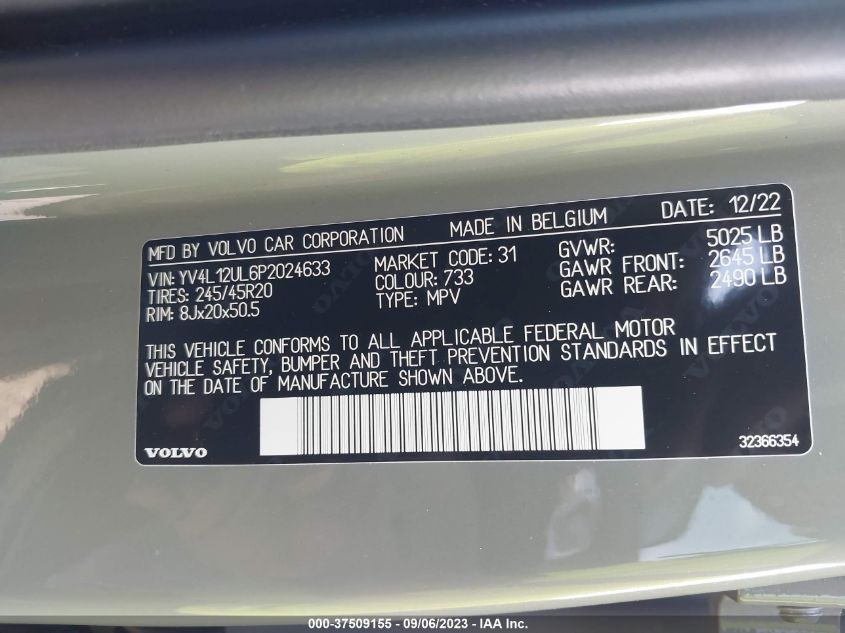 MFD BY VOLVO CAR CORPORATION MADE IN BELGIUM DATE: 12/22
VIN: YV4L12UL6P2024633 MARKET CODE: 31 GVWR: 5025 LB
TIRES: 245/45R20 COLOUR: 733 GAWR FRONT: 2645 LB
RIM: 8Jx20x50.5 TYPE: MPV GAWR REAR: 2490 LB
THIS VEHICLE CONFORMS TO ALL APPLICABLE FEDERAL MOTOR
VEHICLE SAFETY, BUMPER AND THEFT PREVENTION STANDARDS IN EFFECT
ON THE DATE OF MANUFACTURE SHOWN ABOVE.
VOLVO 32366354
000-37509155 - 09/06/2023 - IAA Inc.